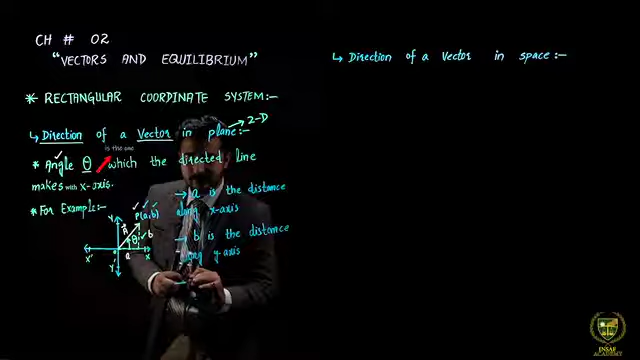 CH # 02
"VECTORS AND EQUILIBRIUM"
* RECTANGULAR COORDINATE SYSTEM:-
↳ Direction of a Vector in plane:- → 2-D
is the one
* Angle θ which the directed line
makes with X-axis.
* For Example:-
P(a,b)
Y
A
θ
b
X'
o
a
X
Y'
→ a is the distance
along x-axis
→ b is the distance
along y-axis
↳ Direction of a Vector in space:-
ENSAF
ACADEMY